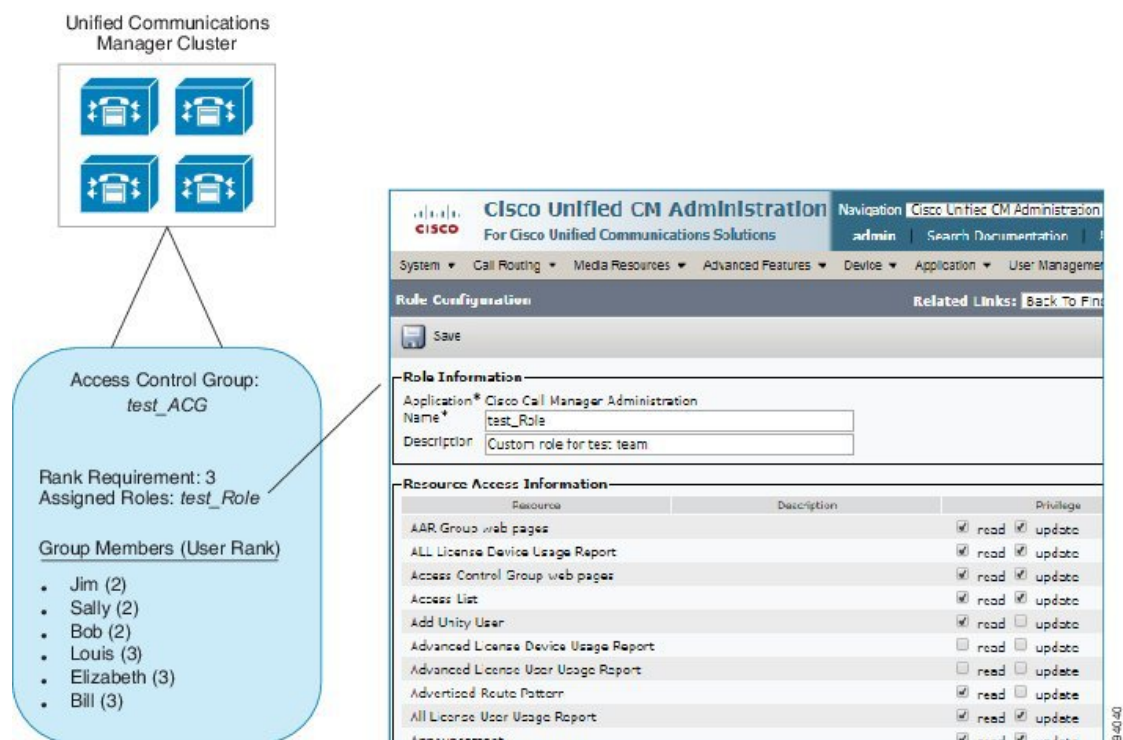 Unified Communications
Manager Cluster
Access Control Group:
test_ACG
Rank Requirement: 3
Assigned Roles: test_Role
Group Members (User Rank)
• Jim (2)
• Sally (2)
• Bob (2)
• Louis (3)
• Elizabeth (3)
• Bill (3)
CISCO
Cisco Unified CM Administration
For Cisco Unified Communications Solutions
Navigation Cisco Unified CM Administration
admin | Search Documentation |
System Call Routing Media Resources Advanced Features Device Application User Managemen
Role Configuration
Related Links: Back To Fin
Save
Role Information
Application* Cisco Call Manager Administration
Name* test_Role
Description Custom role for test team
Resource Access Information
Resource Description Privilege
AAR Group web pages read update
ALL License Device Usage Report read update
Access Control Group web pages read update
Access List read update
Add Unity User read update
Advanced License Device Usage Report read update
Advanced License User Usage Report read update
Advertised Route Pattern read update
All License User Usage Report read update
Announcement read update